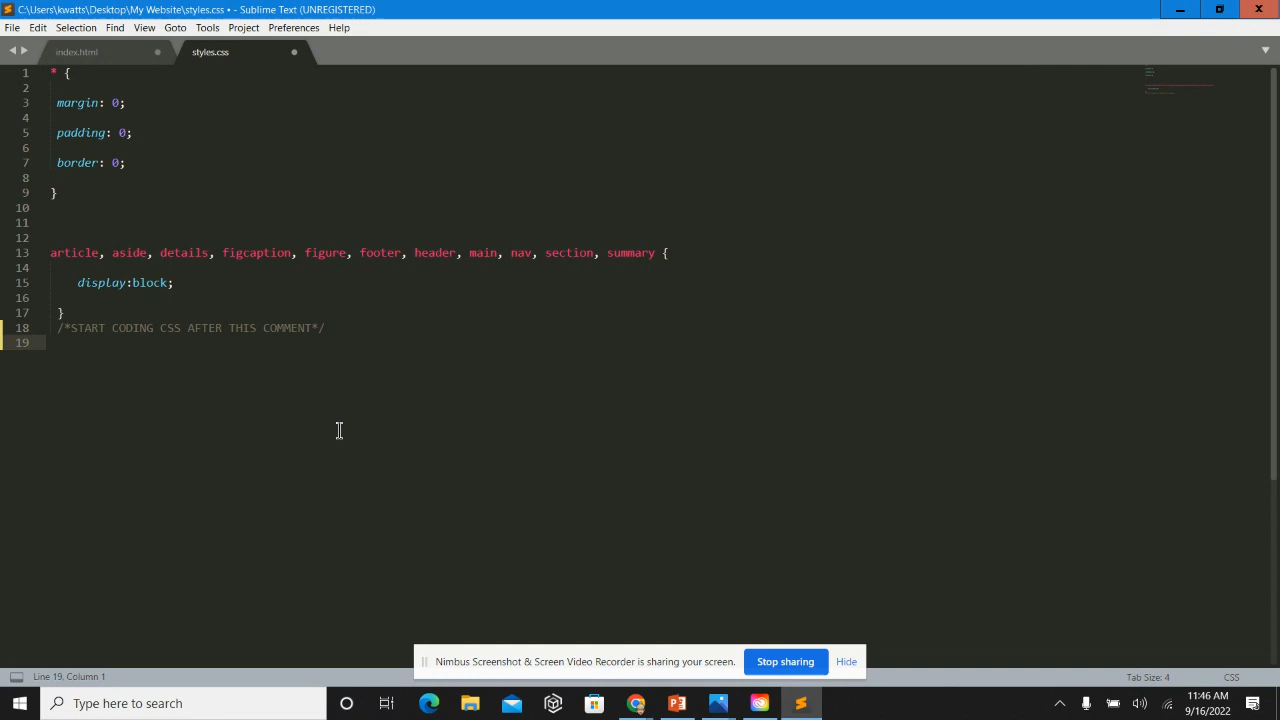 C:\Users\kwatts\Desktop\My Website\styles.css • - Sublime Text (UNREGISTERED)
File Edit Selection Find View Goto Tools Project Preferences Help
index.html styles.css
1 * {
2
3 margin: 0;
4
5 padding: 0;
6
7 border: 0;
8
9 }
10
11
12
13 article, aside, details, figcaption, figure, footer, header, main, nav, section, summary {
14
15 display:block;
16
17 }
18 /*START CODING CSS AFTER THIS COMMENT*/
19
Nimbus Screenshot & Screen Video Recorder is sharing your screen. Stop sharing Hide
Line 19, Column 1 Tab Size: 4 CSS
Type here to search
11:46 AM
9/16/2022